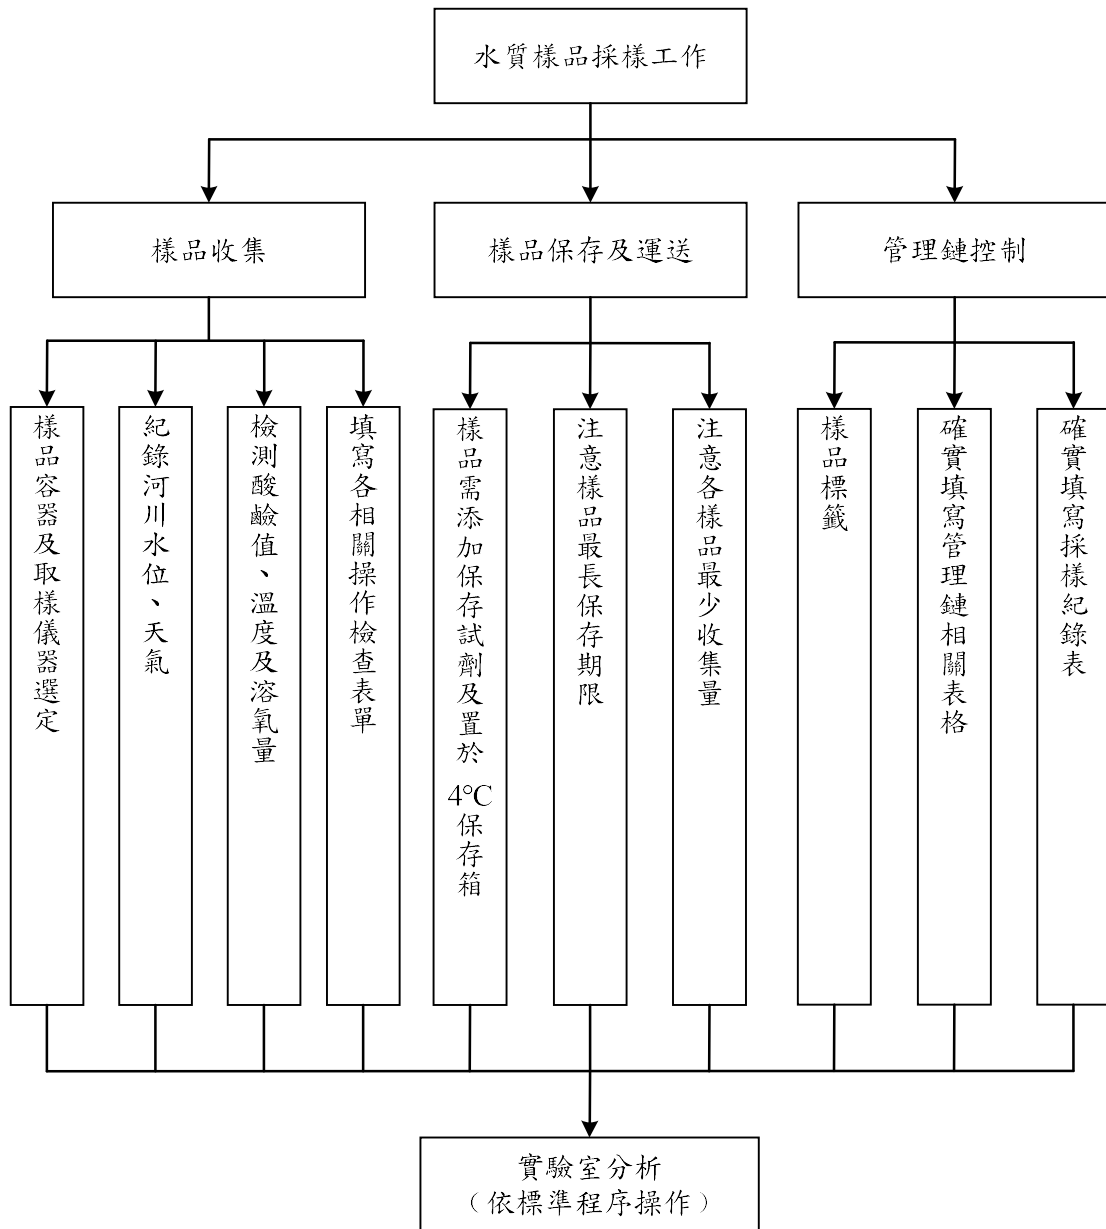 水質樣品採樣工作
樣品收集
樣品保存及運送
管理鏈控制
樣品容器及取樣儀器選定
紀錄河川水位、天氣
檢測酸鹼值、溫度及溶氧量
填寫各相關操作檢查表單
樣品需添加保存試劑及置於4°C保存箱
注意樣品最長保存期限
注意各樣品最少收集量
樣品標籤
確實填寫管理鏈相關表格
確實填寫採樣紀錄表
實驗室分析
（依標準程序操作）